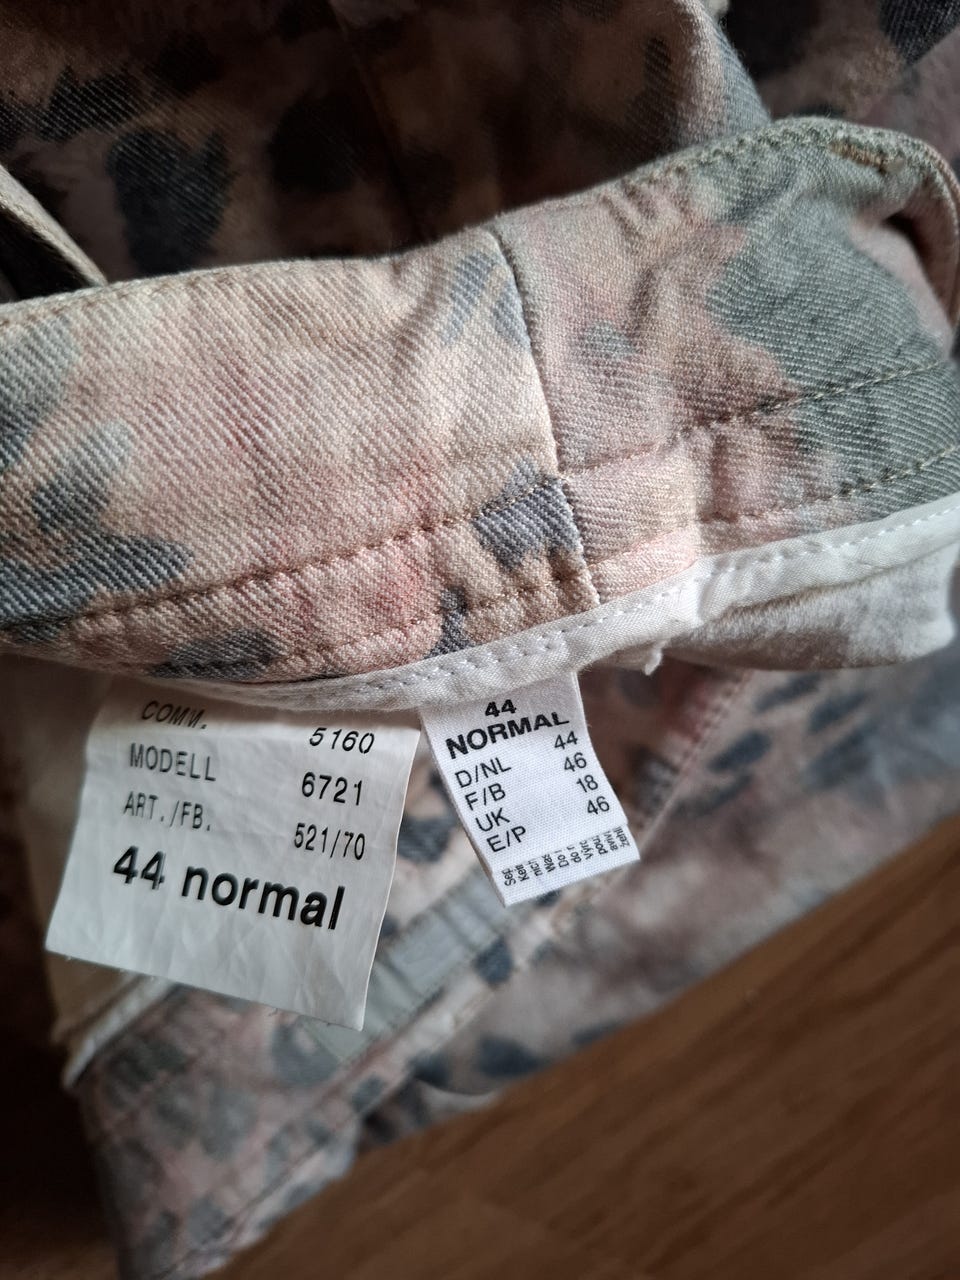 COMM. 5160
MODELL 6721
ART./FB. 521/70
44 normal
44
NORMAL
D/NL 44
F/B 46
UK 18
E/P 46